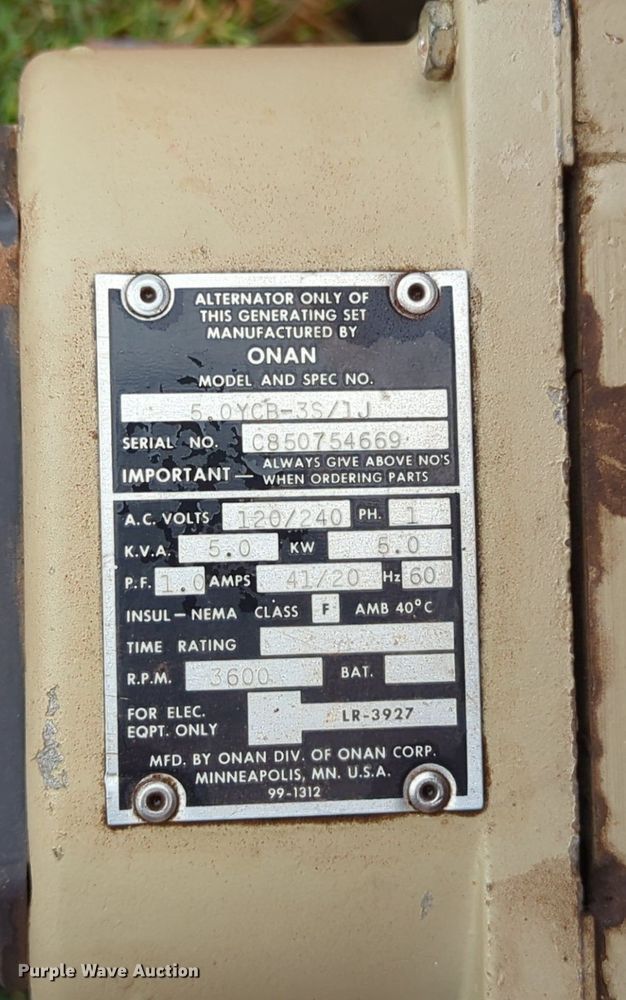 ALTERNATOR ONLY OF
THIS GENERATING SET
MANUFACTURED BY
ONAN
MODEL AND SPEC NO.
5.0YCB-3S/1J
SERIAL NO. C850754669
IMPORTANT — ALWAYS GIVE ABOVE NO'S
WHEN ORDERING PARTS
A.C. VOLTS 120/240 PH. 1
K.V.A. 5.0 KW 5.0
P.F. 1.0 AMPS 41/20 Hz 60
INSUL — NEMA CLASS F AMB 40°C
TIME RATING
R.P.M. 3600 BAT.
FOR ELEC.
EQPT. ONLY LR-3927
MFD. BY ONAN DIV. OF ONAN CORP.
MINNEAPOLIS, MN. U.S.A.
99-1312
Purple Wave Auction